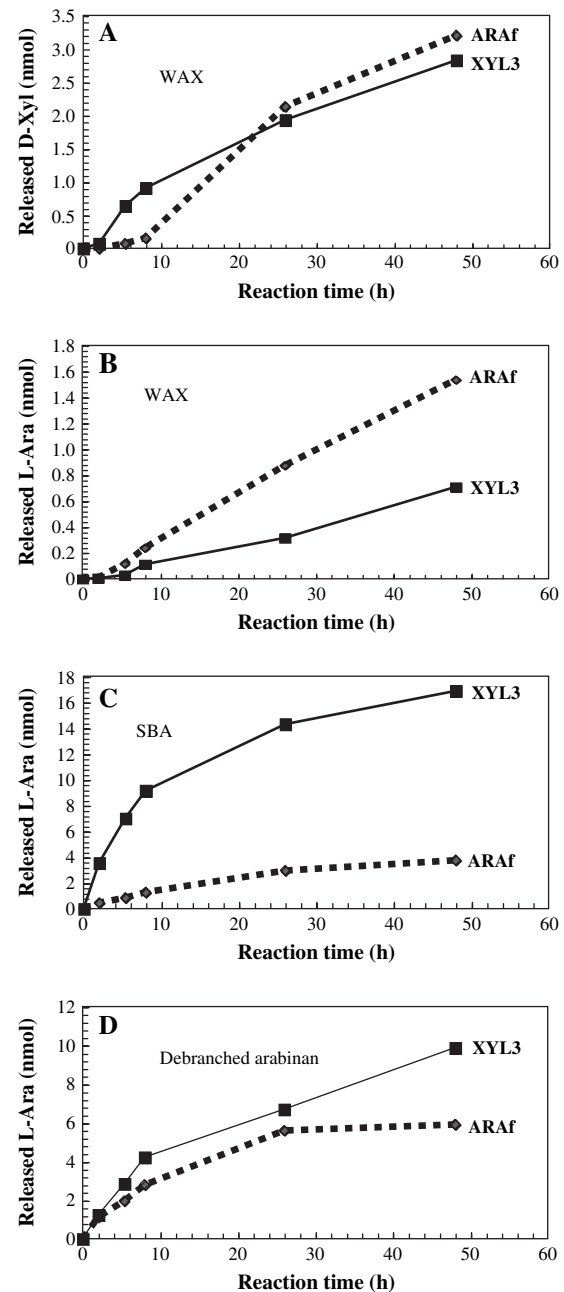 A
WAX
ARAf
XYL3
Released D-Xyl (nmol)
3.5
3.0
2.5
2.0
1.5
1.0
0.5
0
0 10 20 30 40 50 60
Reaction time (h)
B
WAX
ARAf
XYL3
Released L-Ara (nmol)
1.8
1.6
1.4
1.2
1.0
0.8
0.6
0.4
0.2
0
0 10 20 30 40 50 60
Reaction time (h)
C
SBA
XYL3
ARAf
Released L-Ara (nmol)
18
16
14
12
10
8
6
4
2
0
0 10 20 30 40 50 60
Reaction time (h)
D
Debranched arabinan
XYL3
ARAf
Released L-Ara (nmol)
12
10
8
6
4
2
0
0 10 20 30 40 50 60
Reaction time (h)